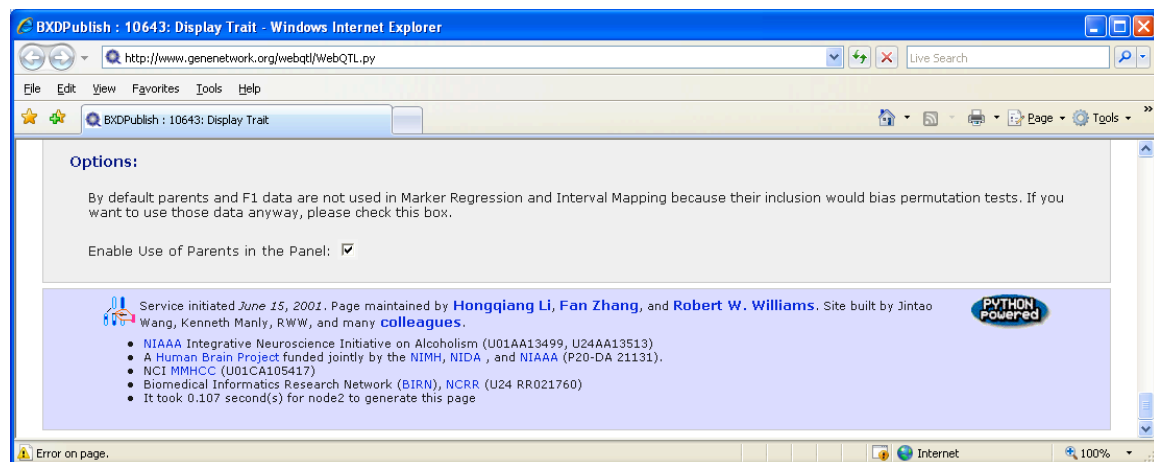 BXDPublish : 10643: Display Trait - Windows Internet Explorer
http://www.genenetwork.org/webqtl/WebQTL.py
Live Search
File Edit View Favorites Tools Help
BXDPublish : 10643: Display Trait
Page Tools »
Options:
By default parents and F1 data are not used in Marker Regression and Interval Mapping because their inclusion would bias permutation tests. If you
want to use those data anyway, please check this box.
Enable Use of Parents in the Panel:
Service initiated June 15, 2001. Page maintained by Hongqiang Li, Fan Zhang, and Robert W. Williams. Site built by Jintao
Wang, Kenneth Manly, RWW, and many colleagues.
PYTHON
Powered
• NIAAA Integrative Neuroscience Initiative on Alcoholism (U01AA13499, U24AA13513)
• A Human Brain Project funded jointly by the NIMH, NIDA , and NIAAA (P20-DA 21131).
• NCI MMHCC (U01CA105417)
• Biomedical Informatics Research Network (BIRN), NCRR (U24 RR021760)
• It took 0.107 second(s) for node2 to generate this page
Error on page.
Internet
100%